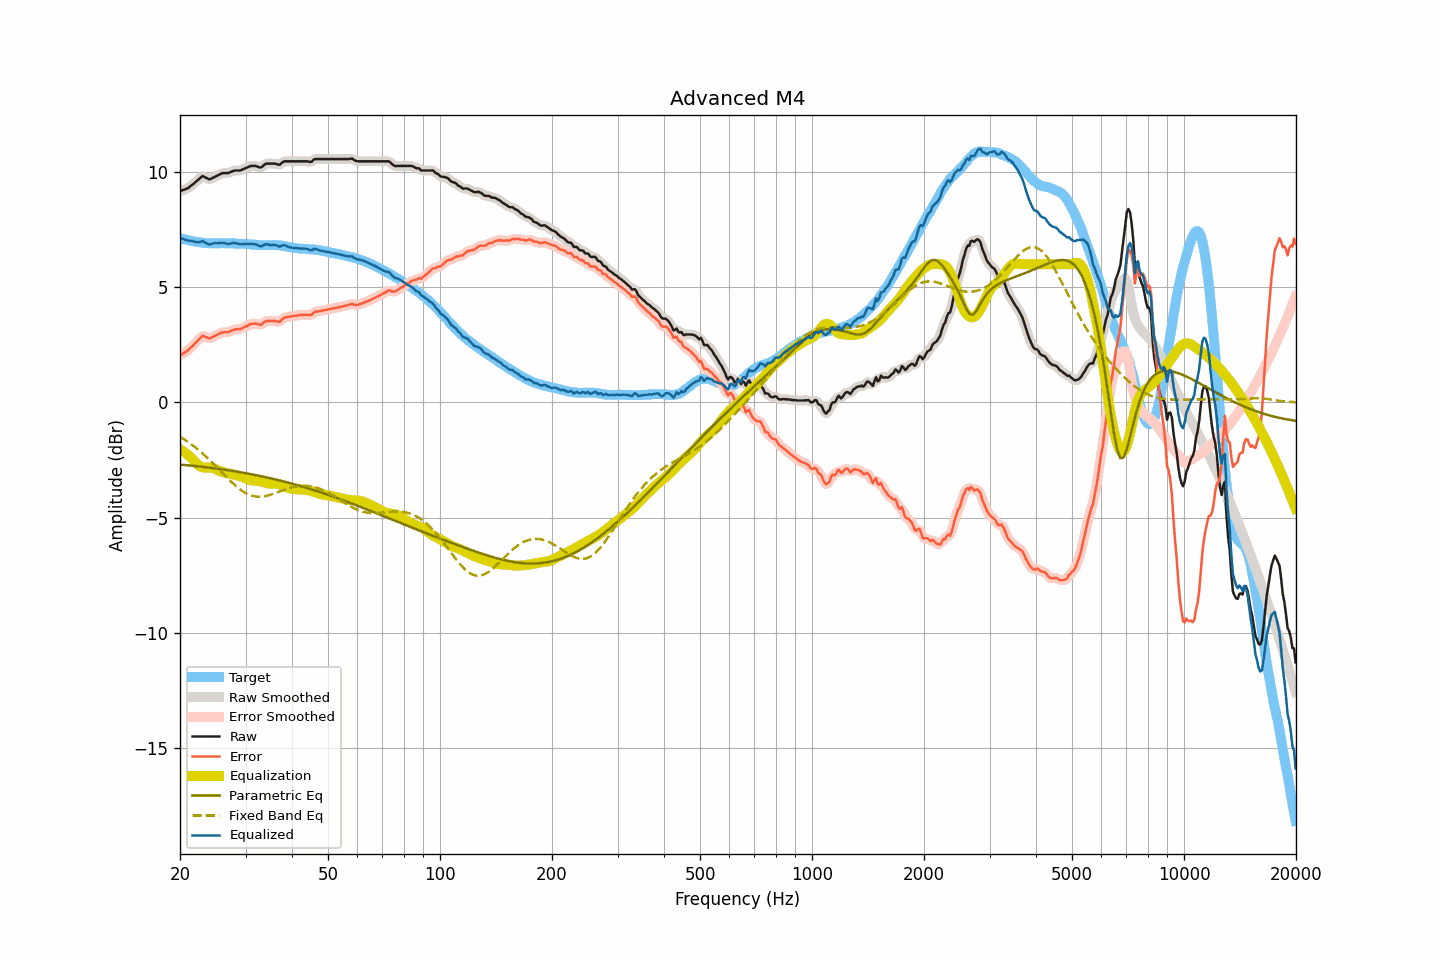 Advanced M4
Amplitude (dBr)
10
5
0
−5
−10
−15
Target
Raw Smoothed
Error Smoothed
Raw
Error
Equalization
Parametric Eq
Fixed Band Eq
Equalized
20 50 100 200 500 1000 2000 5000 10000 20000
Frequency (Hz)